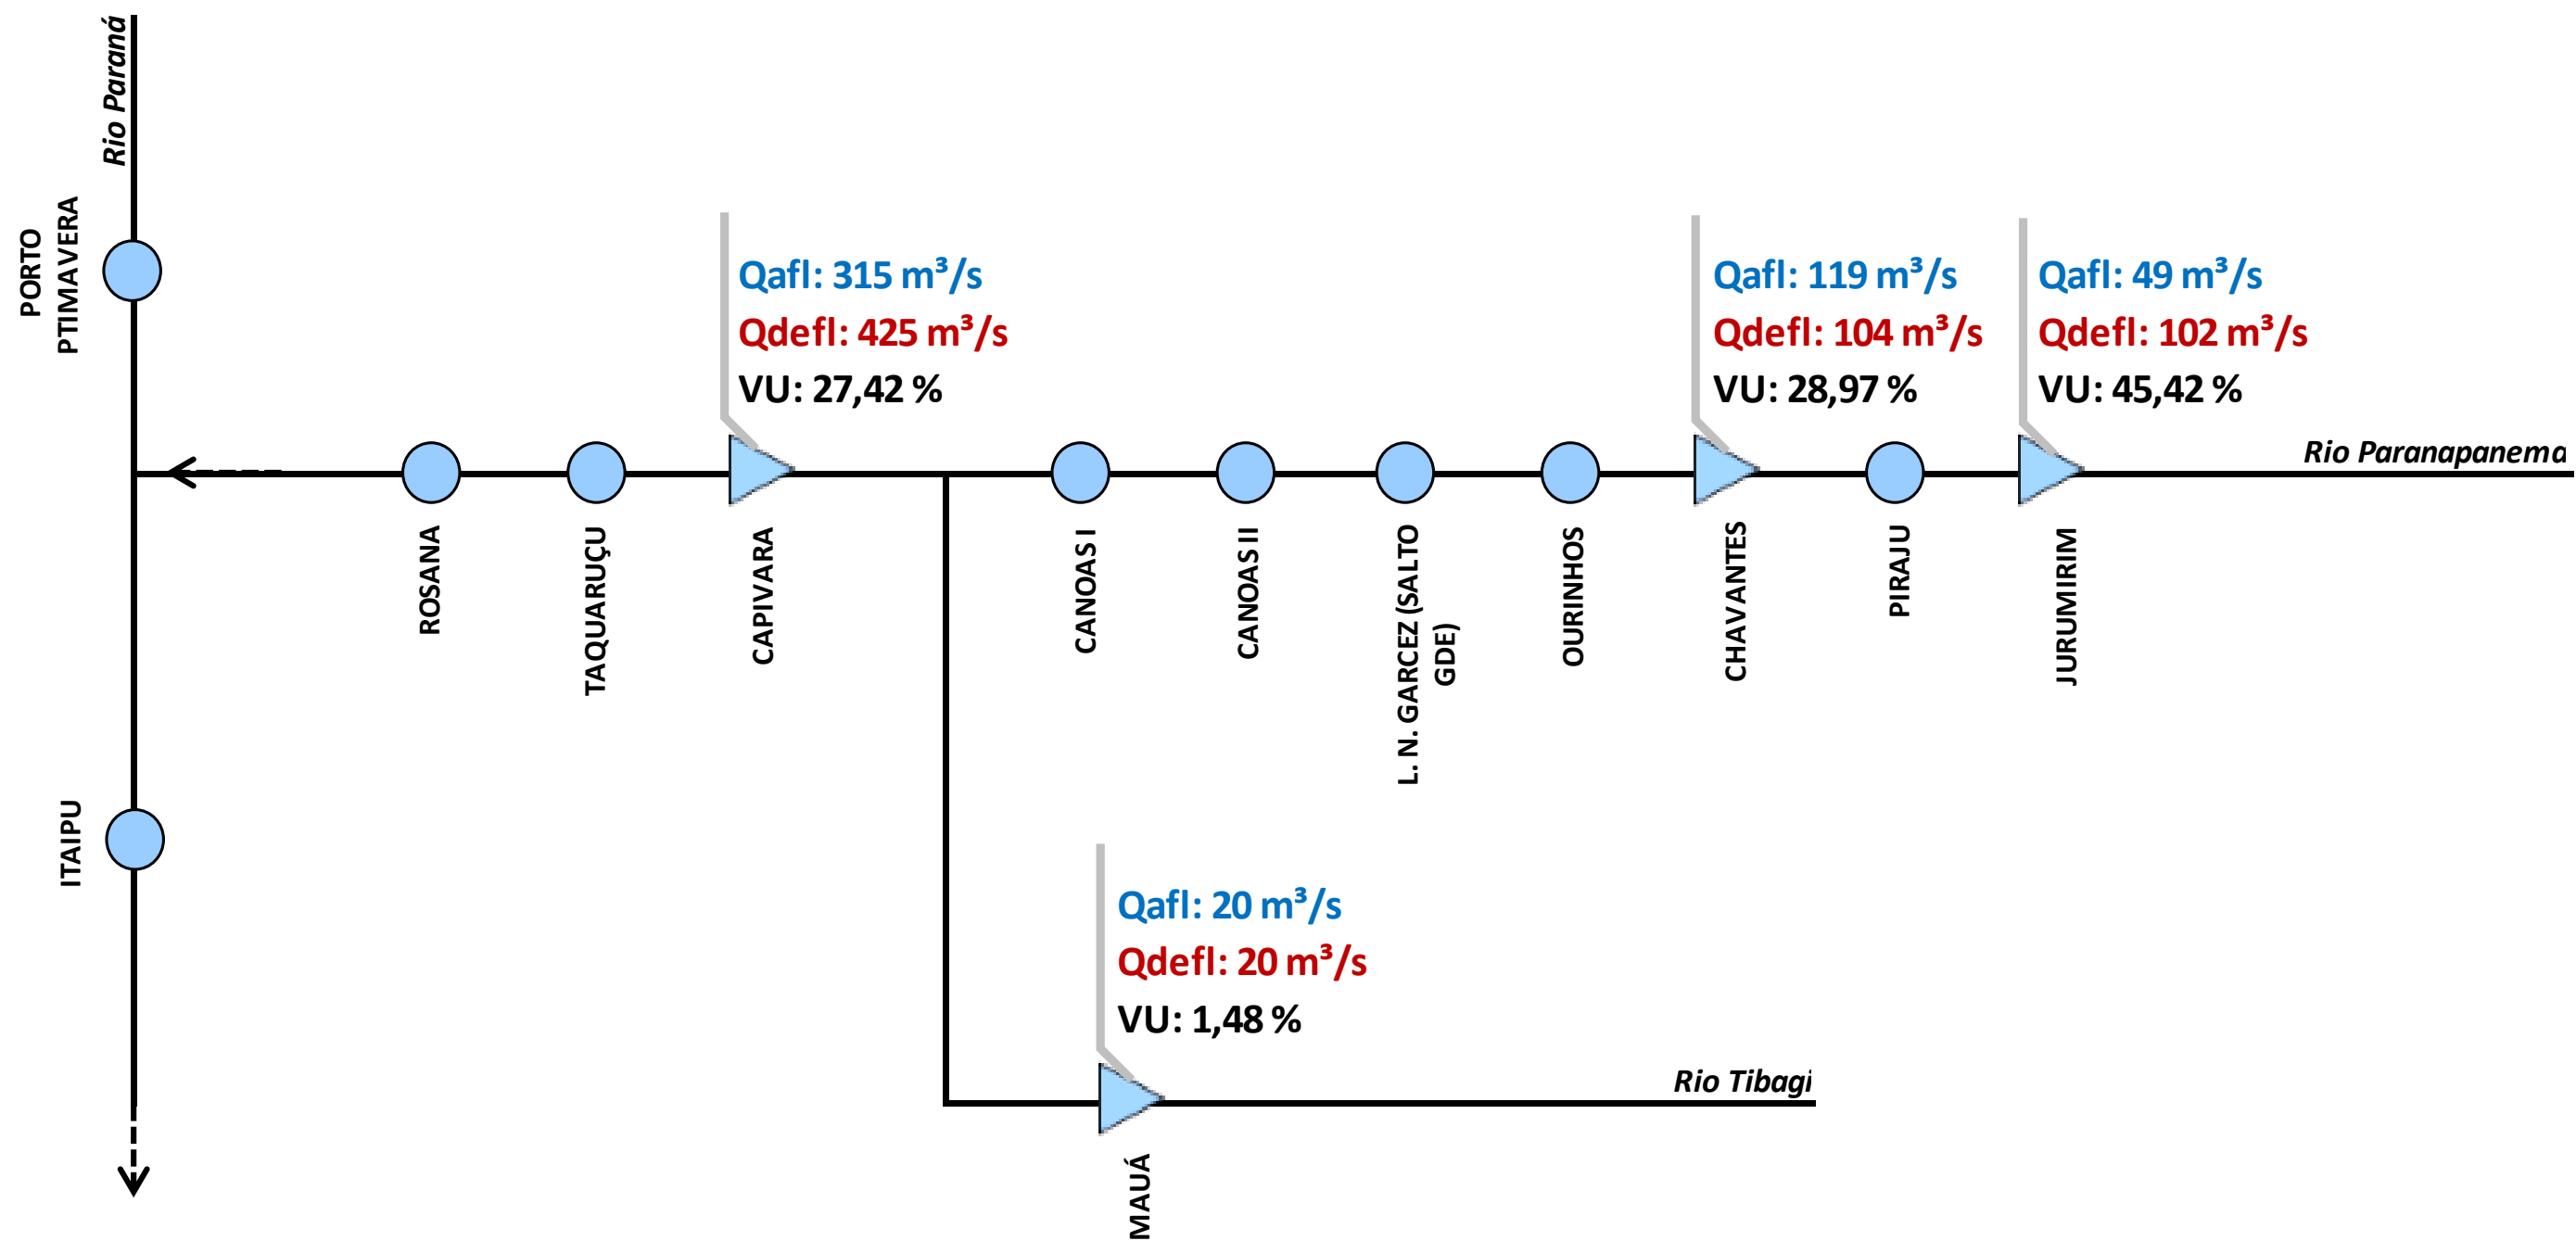 Rio Paraná
PORTO
PTIMAVERA
Qafl: 315 m³/s
Qdefl: 425 m³/s
VU: 27,42 %
Qafl: 119 m³/s
Qdefl: 104 m³/s
VU: 28,97 %
Qafl: 49 m³/s
Qdefl: 102 m³/s
VU: 45,42 %
Rio Paranapanema
ROSANA
TAQUARUÇU
CAPIVARA
CANOAS I
CANOAS II
L. N. GARCEZ (SALTO
GDE)
OURINHOS
CHAVANTES
PIRAJU
JURUMIRIM
ITAIPU
Qafl: 20 m³/s
Qdefl: 20 m³/s
VU: 1,48 %
Rio Tibagi
MAUÁ